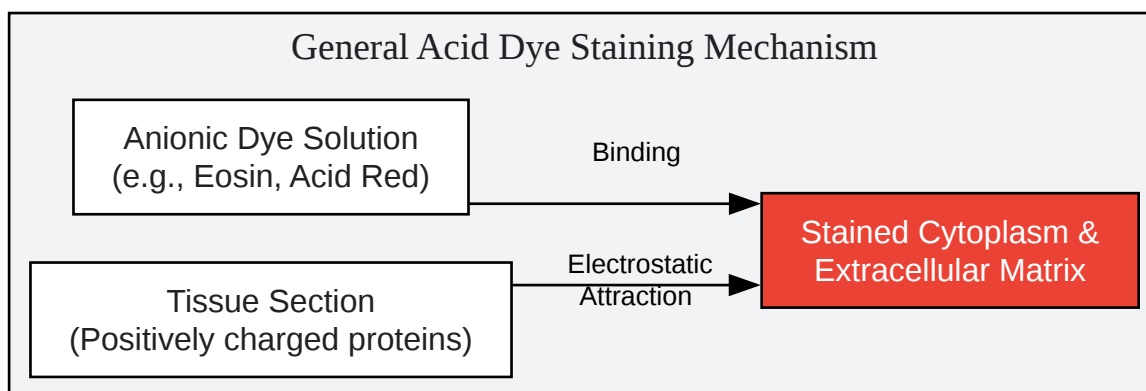 General Acid Dye Staining Mechanism
Anionic Dye Solution
(e.g., Eosin, Acid Red)
Binding
Stained Cytoplasm &
Extracellular Matrix
Electrostatic
Attraction
Tissue Section
(Positively charged proteins)